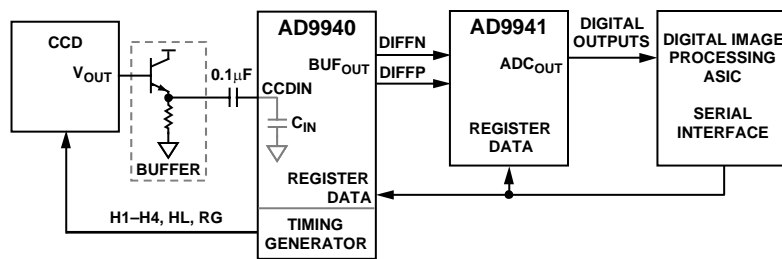 CCD
VOUT
BUFFER
0.1μF
AD9940
BUFOUT
CCDIN
CIN
REGISTER
DATA
TIMING
GENERATOR
H1–H4, HL, RG
DIFFN
DIFFP
AD9941
ADCOUT
REGISTER
DATA
DIGITAL
OUTPUTS
DIGITAL IMAGE
PROCESSING
ASIC
SERIAL
INTERFACE